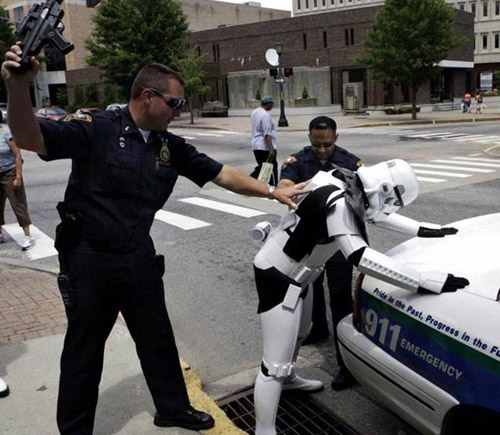 Pride in the Past, Progress in the Fu
911
EMERGENCY